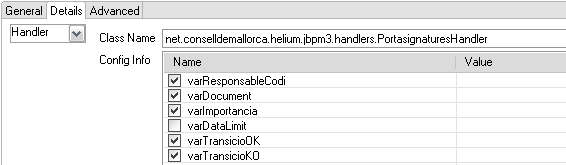 General Details Advanced
Handler Class Name net.conselldemallorca.helium.jbpm3.handlers.PortasignaturesHandler
Config Info Name Value
varResponsableCodi
varDocument
varImportancia
varDataLimit
varTransicioOK
varTransicioKO